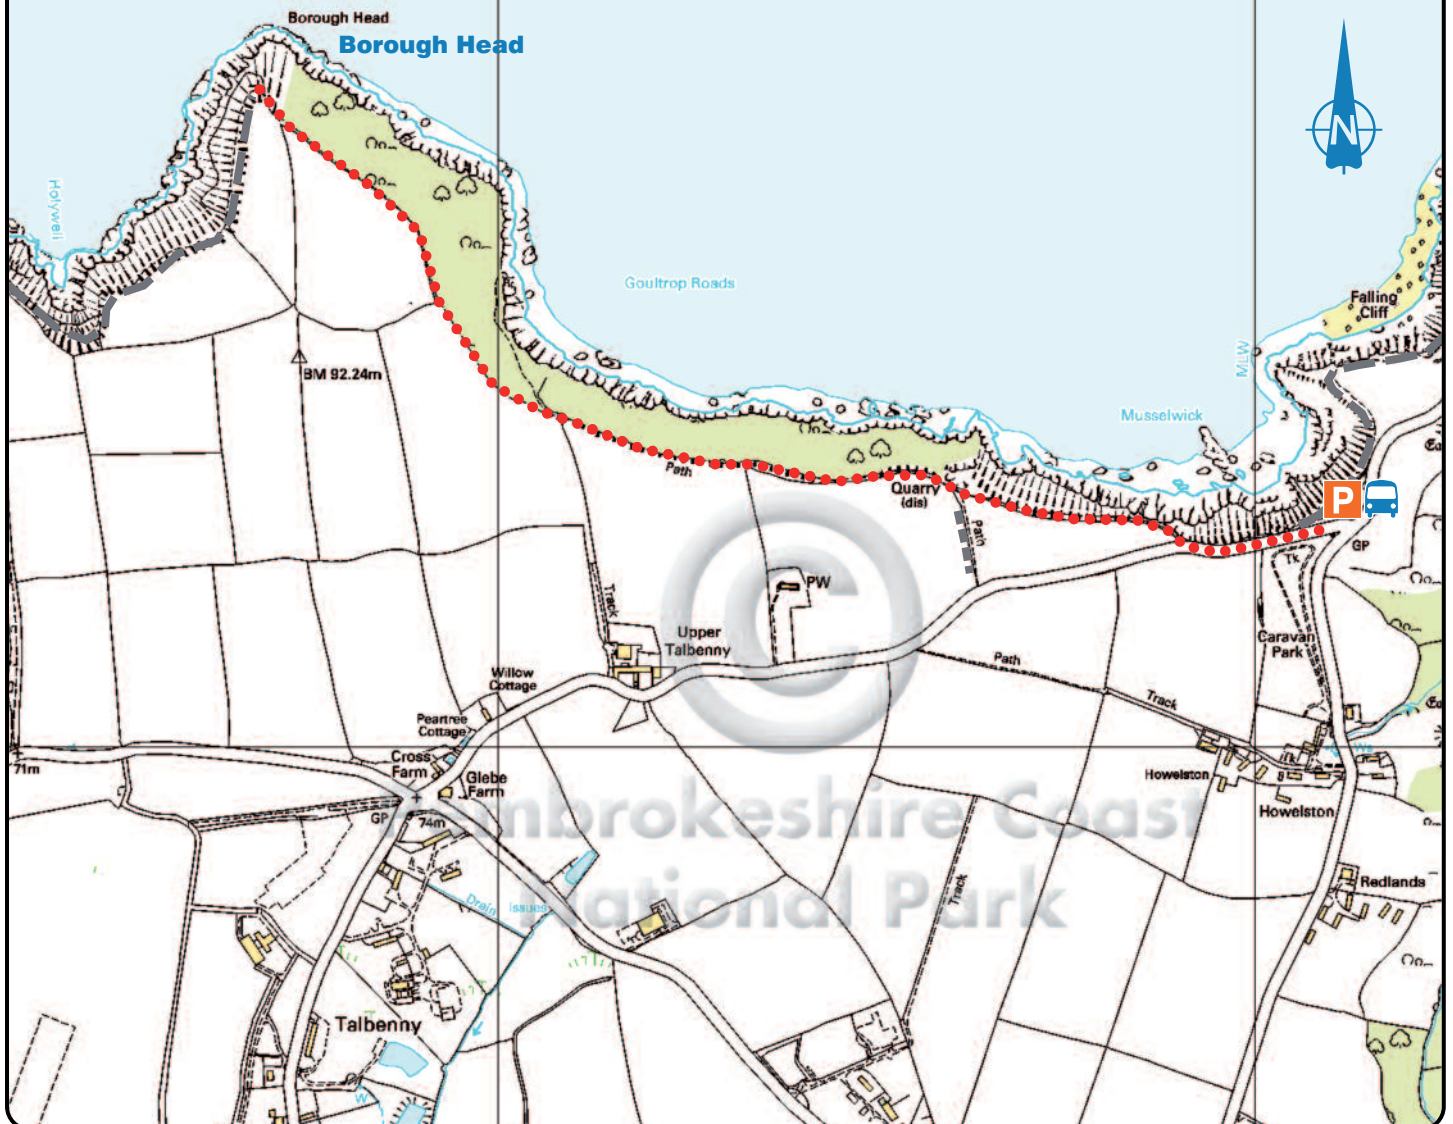 Borough Head
Borough Head
N
Holywell
Goultrop Roads
Falling
Cliff
MLW
BM 92.24m
Musselwick
Path
Quarry
(dis)
P
Path
GP
Tk
PW
Track
Upper
Talbenny
Caravan
Park
Path
Willow
Cottage
Track
Peartree
Cottage
Cross
Farm
71m
Glebe
Farm
Howelston
Howelston
GP
74m
Pembrokeshire Coast
National Park
Track
Redlands
Drain
Issues
Talbenny
W